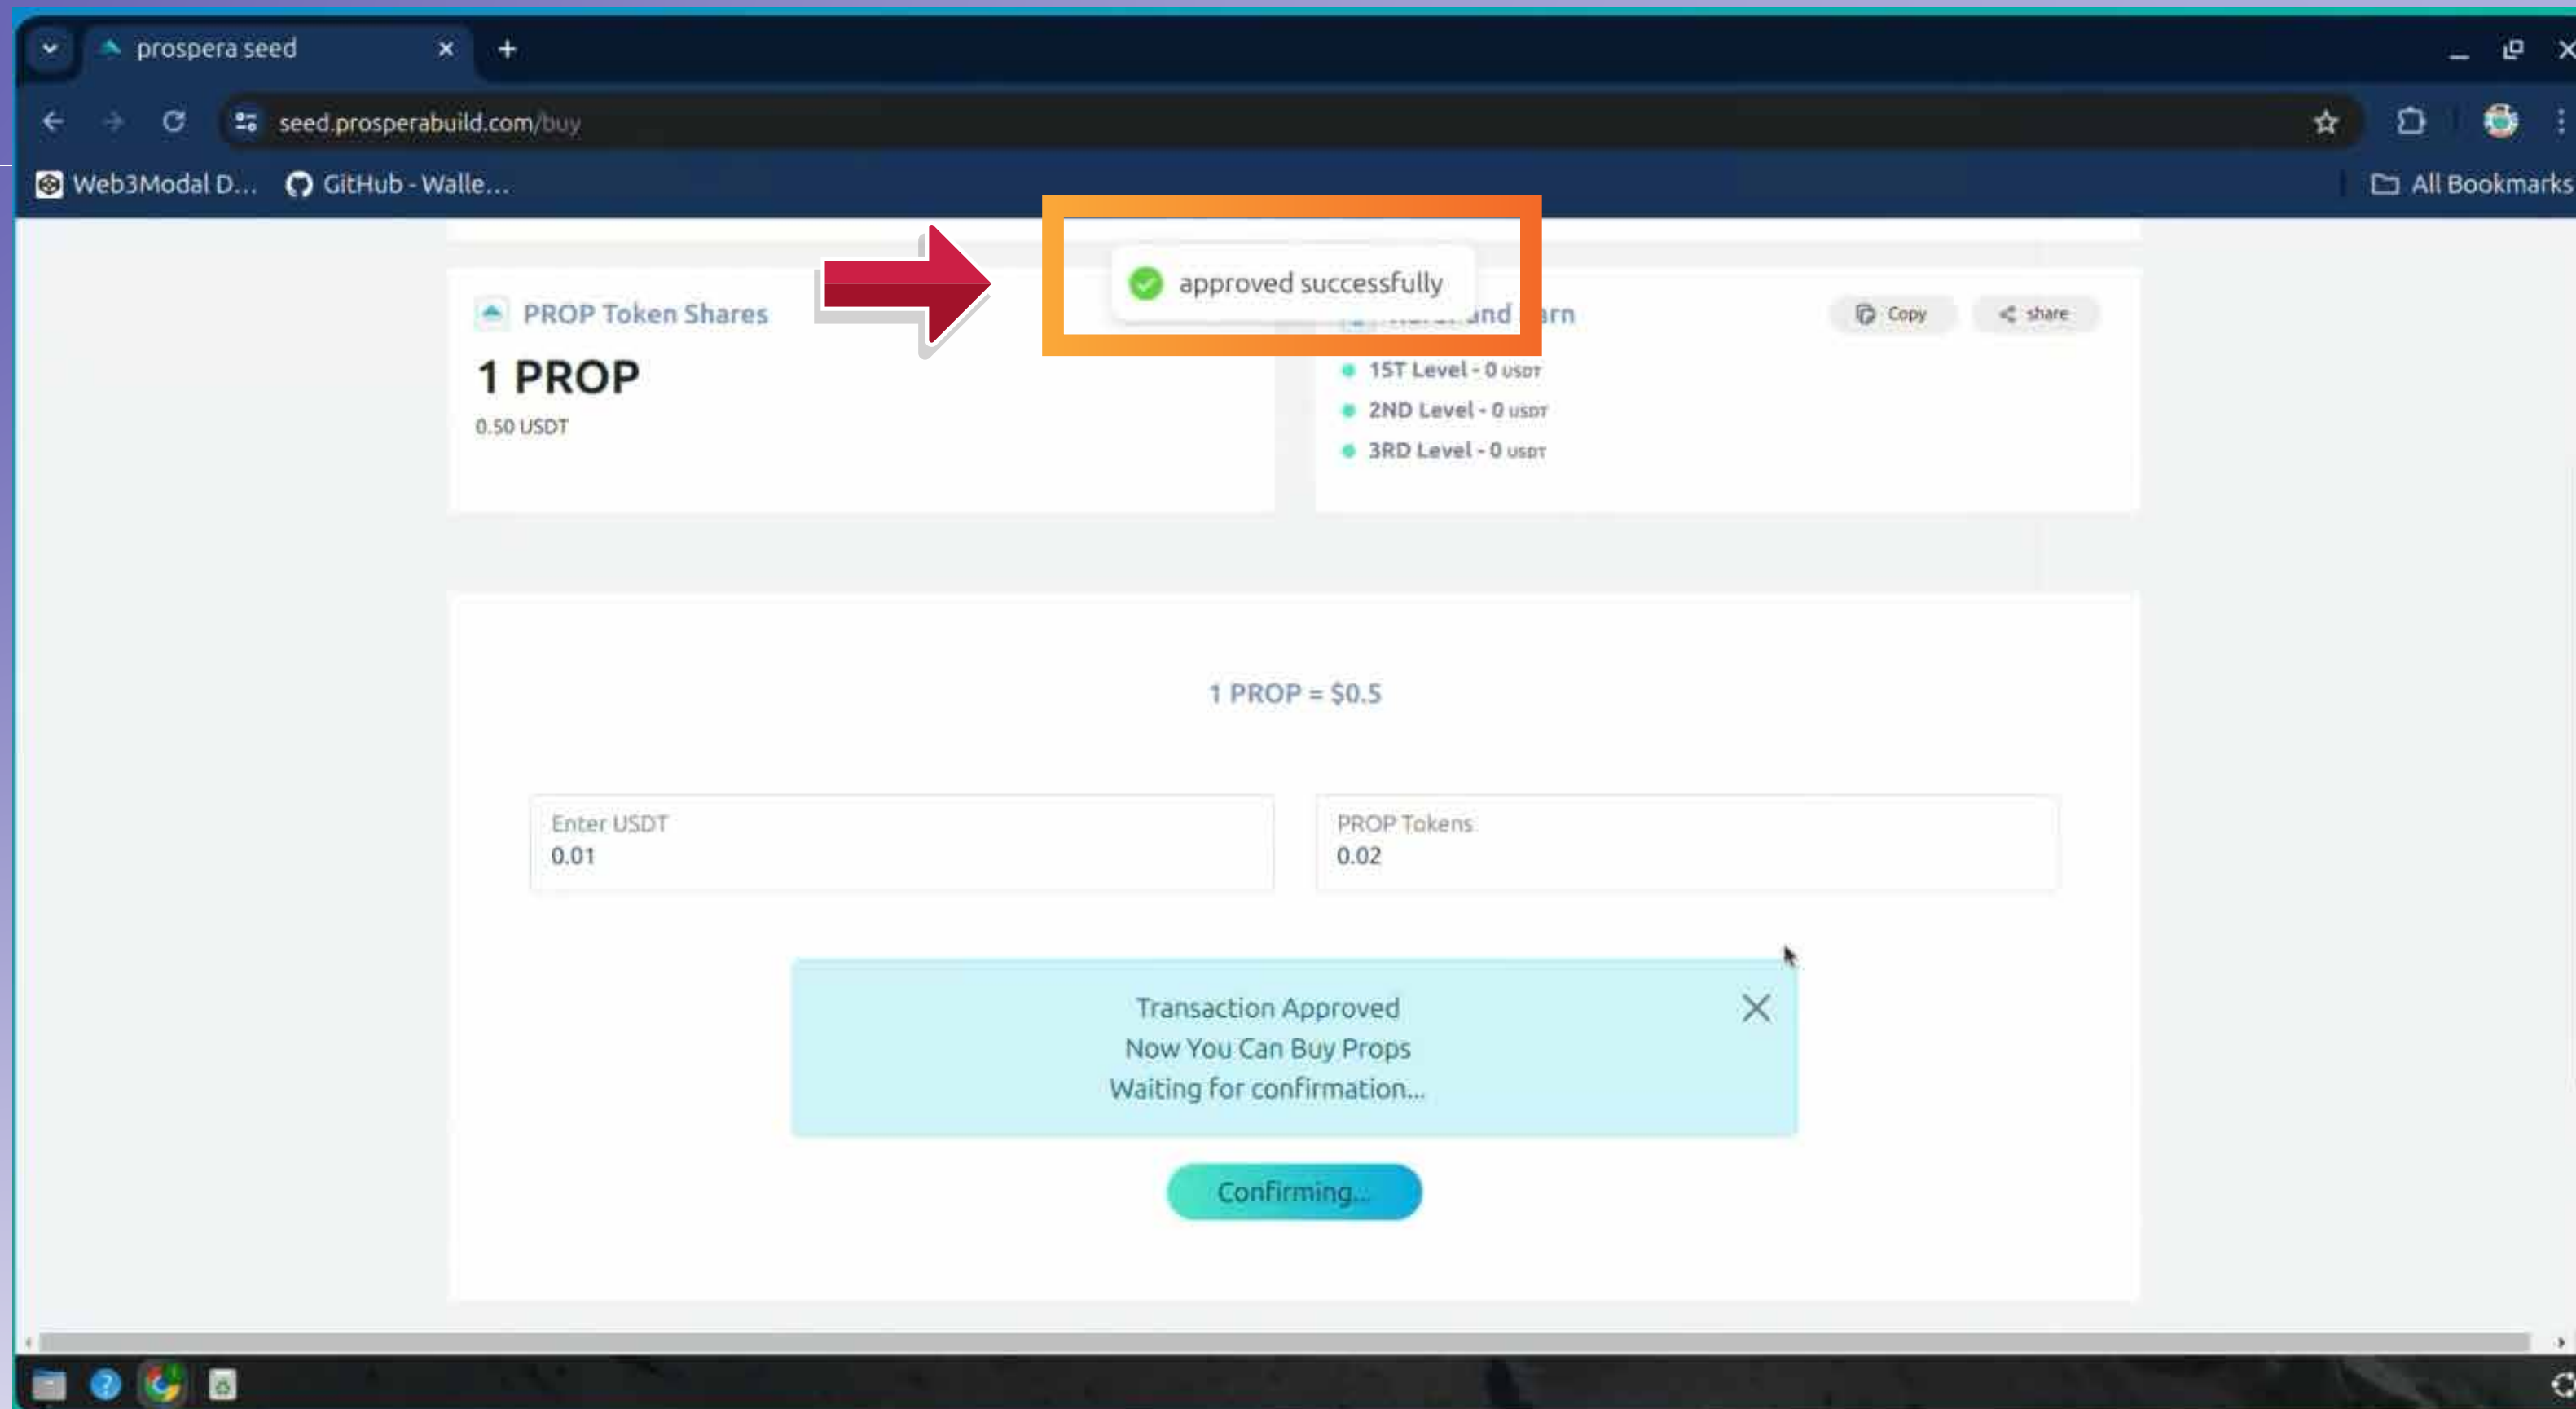 prospera seed
seed.prosperabuild.com/buy
Web3Modal D...
GitHub - Walle...
All Bookmarks
approved successfully
PROP Token Shares
and
Copy
share
1 PROP
0.50 USDT
1ST Level - 0 USDT
2ND Level - 0 USDT
3RD Level - 0 USDT
1 PROP = $0.5
Enter USDT
0.01
PROP Tokens
0.02
Transaction Approved
Now You Can Buy Props
Waiting for confirmation...
Confirming...